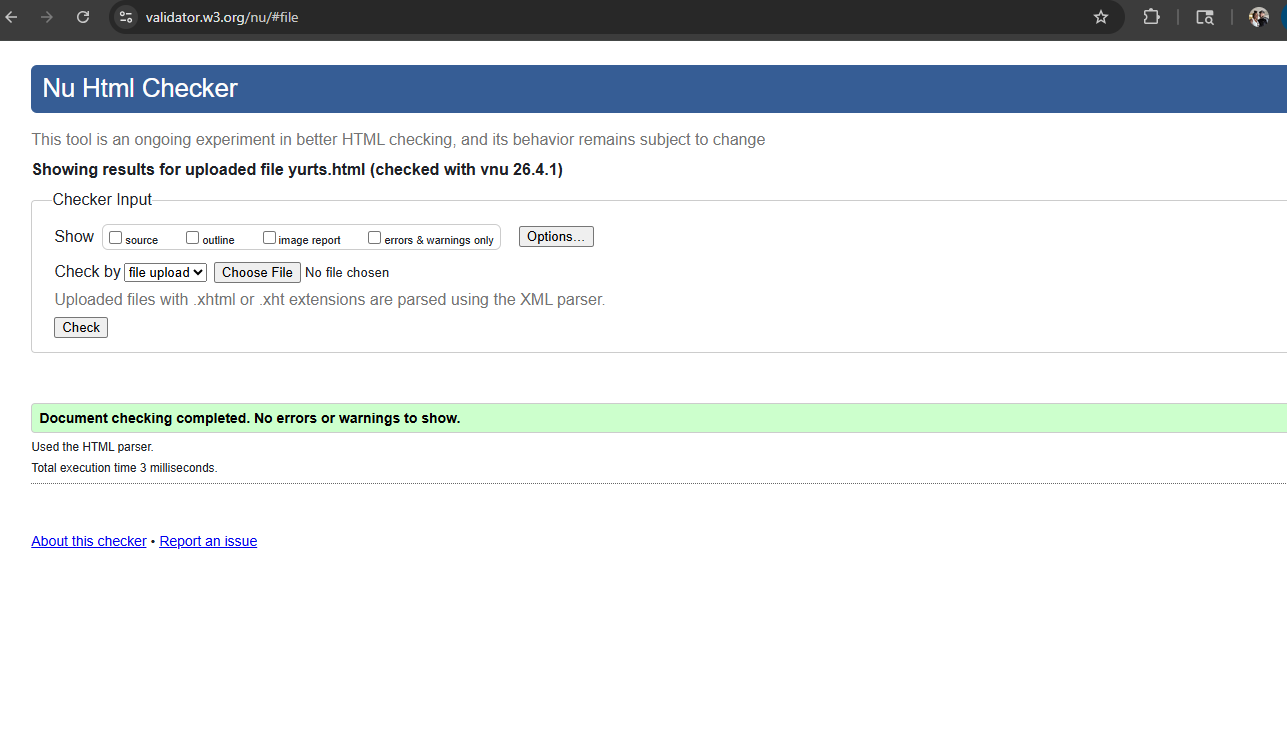 validator.w3.org/nu/#file
Nu Html Checker
This tool is an ongoing experiment in better HTML checking, and its behavior remains subject to change
Showing results for uploaded file yurts.html (checked with vnu 26.4.1)
Checker Input
Show source outline image report errors & warnings only Options...
Check by file upload Choose File No file chosen
Uploaded files with .xhtml or .xht extensions are parsed using the XML parser.
Check
Document checking completed. No errors or warnings to show.
Used the HTML parser.
Total execution time 3 milliseconds.
About this checker • Report an issue